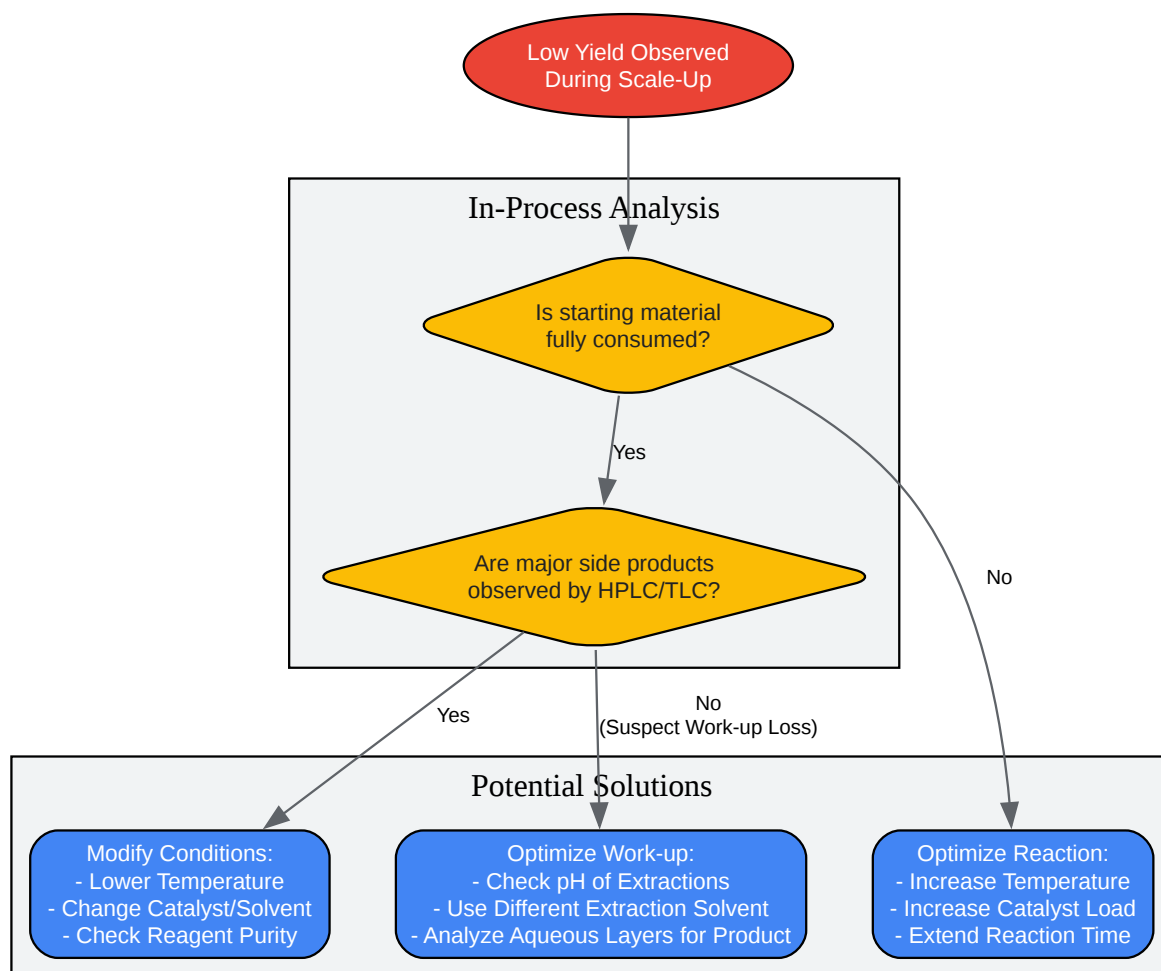 Low Yield Observed
During Scale-Up
In-Process Analysis
Is starting material
fully consumed?
Yes
Are major side products
observed by HPLC/TLC?
No
Yes
No
(Suspect Work-up Loss)
Potential Solutions
Modify Conditions:
- Lower Temperature
- Change Catalyst/Solvent
- Check Reagent Purity
Optimize Work-up:
- Check pH of Extractions
- Use Different Extraction Solvent
- Analyze Aqueous Layers for Product
Optimize Reaction:
- Increase Temperature
- Increase Catalyst Load
- Extend Reaction Time